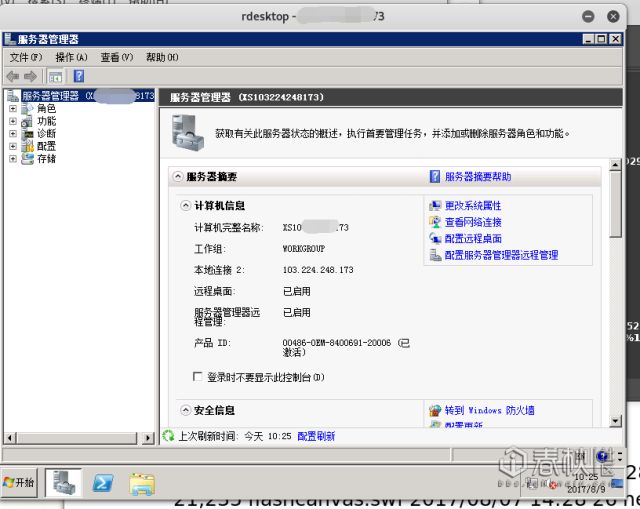 rdesktop - 73
服务器管理器
文件(F) 操作(A) 查看(V) 帮助(H)
服务器管理器 (X 8173
角色
功能
诊断
配置
存储
服务器管理器 (XS103224248173)
获取有关此服务器状态的概述，执行首要管理任务，并添加或删除服务器角色和功能。
服务器摘要
服务器摘要帮助
计算机信息
计算机完整名称: XS10 173
工作组: WORKGROUP
本地连接 2: 103.224.248.173
远程桌面: 已启用
服务器管理器远程管理: 已启用
产品 ID: 00486-OEM-8400691-20006 (已激活)
登录时不要显示此控制台(D)
更改系统属性
查看网络连接
配置远程桌面
配置服务器管理器远程管理
安全信息
转到 Windows 防火墙
配置更新
上次刷新时间: 今天 10:25 配置刷新
开始
EN
10:25
2017/8/9
春秋
21,235 flashcanvas.swf 2017/08/07 14:28 26 ne